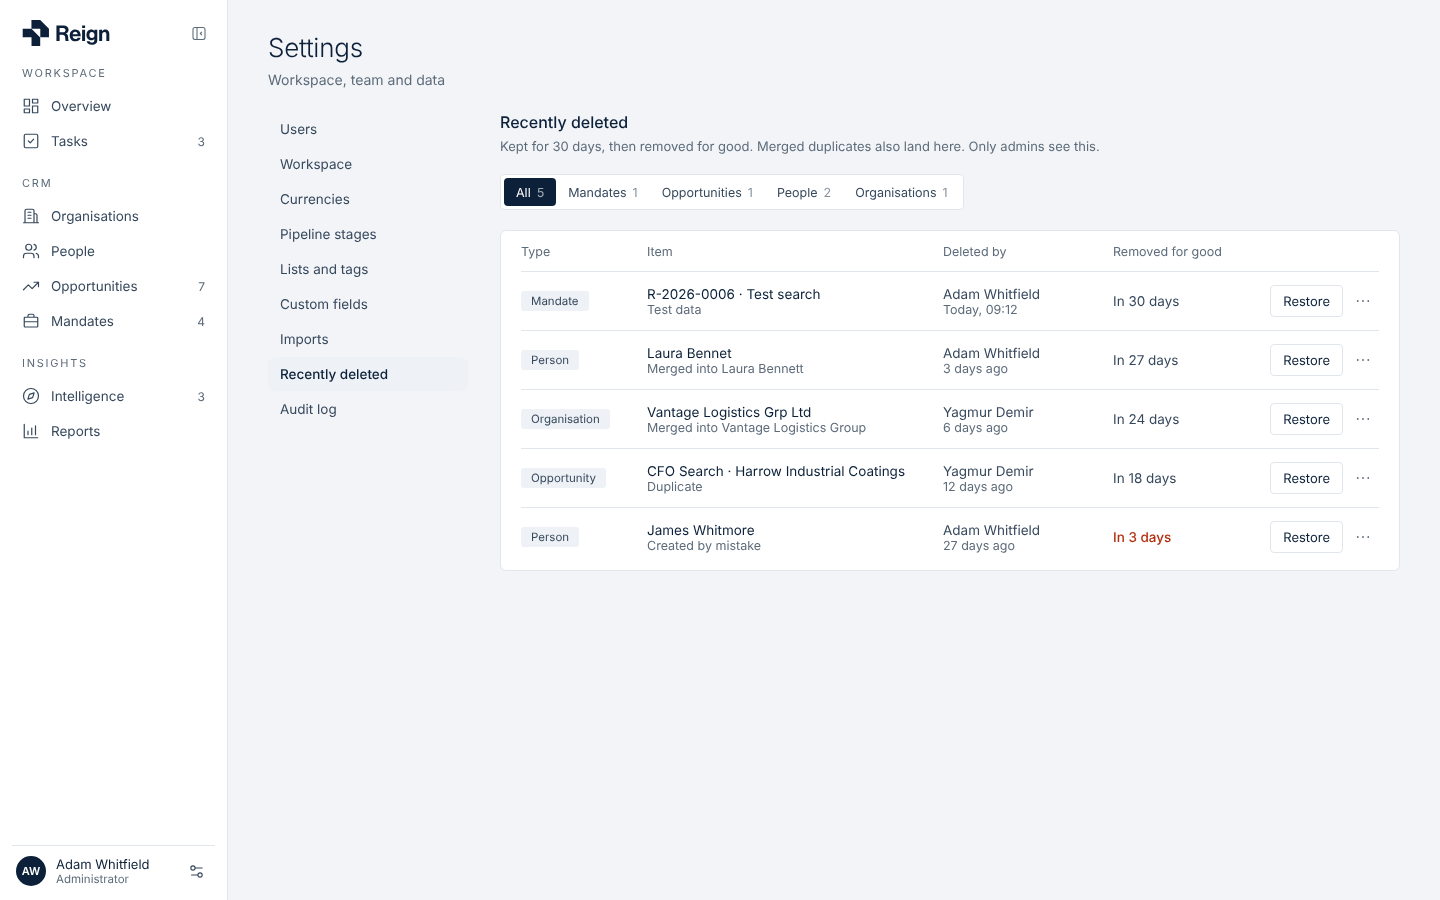 Reign
WORKSPACE
Overview
Tasks 3
CRM
Organisations
People
Opportunities 7
Mandates 4
INSIGHTS
Intelligence 3
Reports
AW
Adam Whitfield
Administrator
Settings
Workspace, team and data
Users
Workspace
Currencies
Pipeline stages
Lists and tags
Custom fields
Imports
Recently deleted
Audit log
Recently deleted
Kept for 30 days, then removed for good. Merged duplicates also land here. Only admins see this.
All 5 Mandates 1 Opportunities 1 People 2 Organisations 1
Type Item Deleted by Removed for good
Mandate R-2026-0006 · Test search Adam Whitfield In 30 days Restore ···
Test data Today, 09:12
Person Laura Bennet Adam Whitfield In 27 days Restore ···
Merged into Laura Bennett 3 days ago
Organisation Vantage Logistics Grp Ltd Yagmur Demir In 24 days Restore ···
Merged into Vantage Logistics Group 6 days ago
Opportunity CFO Search · Harrow Industrial Coatings Yagmur Demir In 18 days Restore ···
Duplicate 12 days ago
Person James Whitmore Adam Whitfield In 3 days Restore ···
Created by mistake 27 days ago